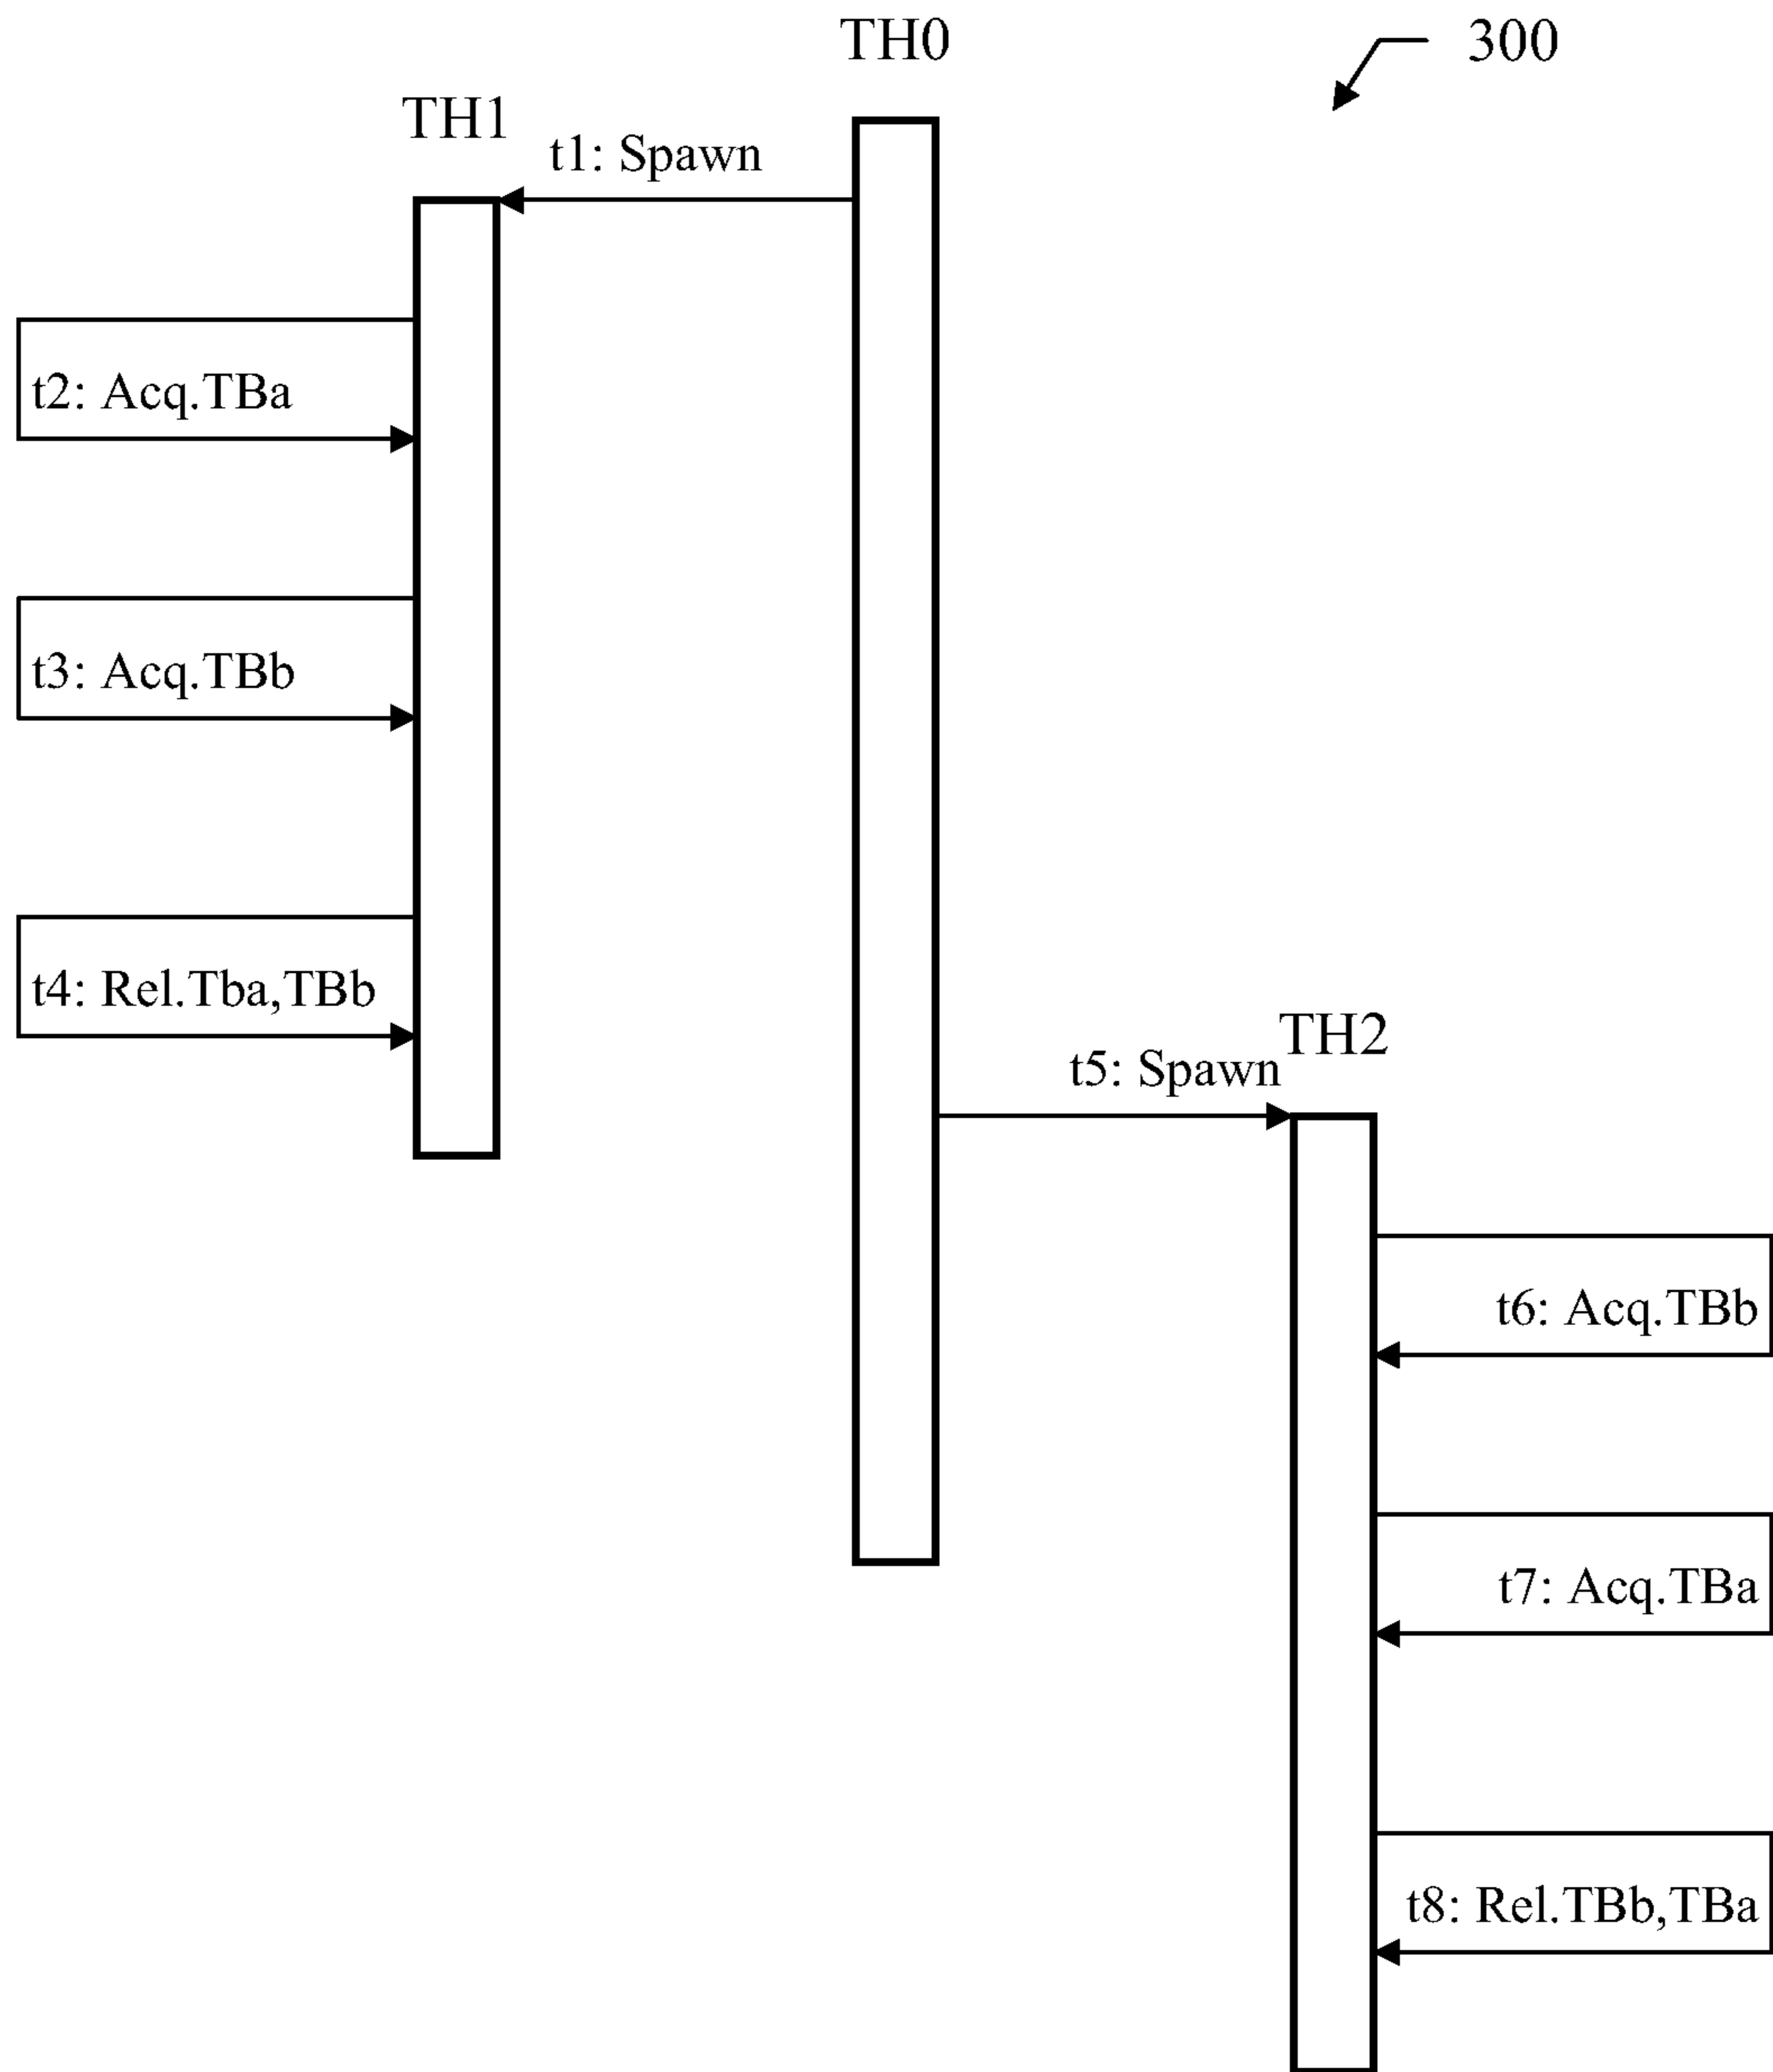 TH0
300
TH1
t1: Spawn
t2: Acq.TBa
t3: Acq.TBb
t4: Rel.Tba,TBb
TH2
t5: Spawn
t6: Acq.TBb
t7: Acq.TBa
t8: Rel.TBb,TBa